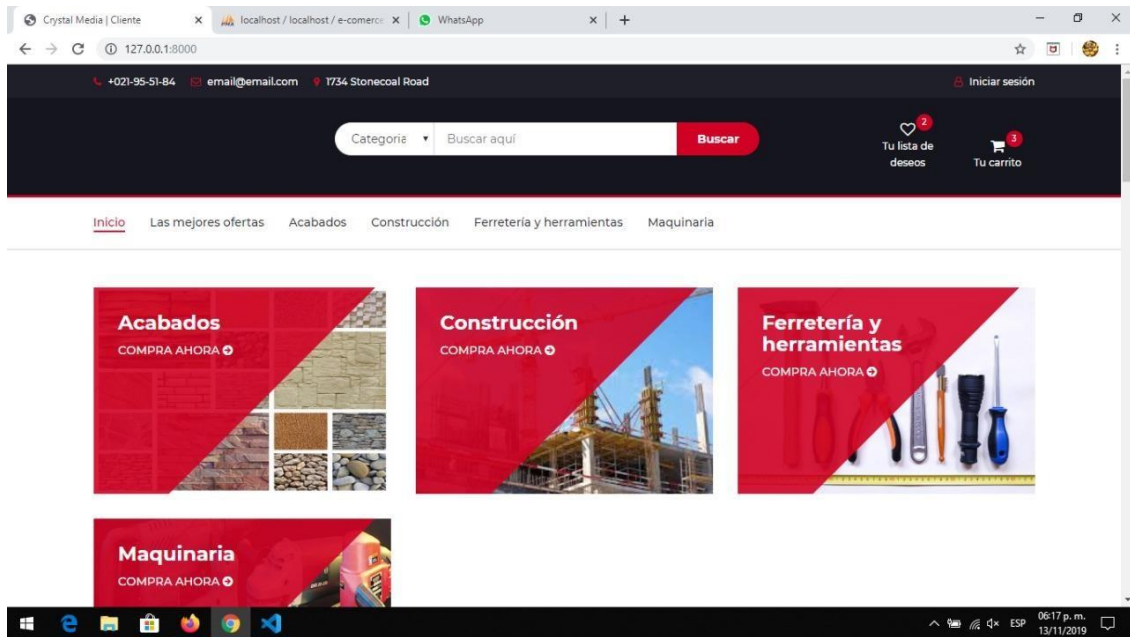 Crystal Media | Cliente
localhost / localhost / e-comerce
WhatsApp
127.0.0.1:8000
+021-95-51-84 email@email.com 1734 Stonecoal Road
Iniciar sesión
Categoria
Buscar aquí
Buscar
2
Tu lista de
deseos
3
Tu carrito
Inicio Las mejores ofertas Acabados Construcción Ferretería y herramientas Maquinaria
Acabados
COMPRA AHORA
Construcción
COMPRA AHORA
Ferretería y
herramientas
COMPRA AHORA
Maquinaria
COMPRA AHORA
ESP
06:17 p. m.
13/11/2019